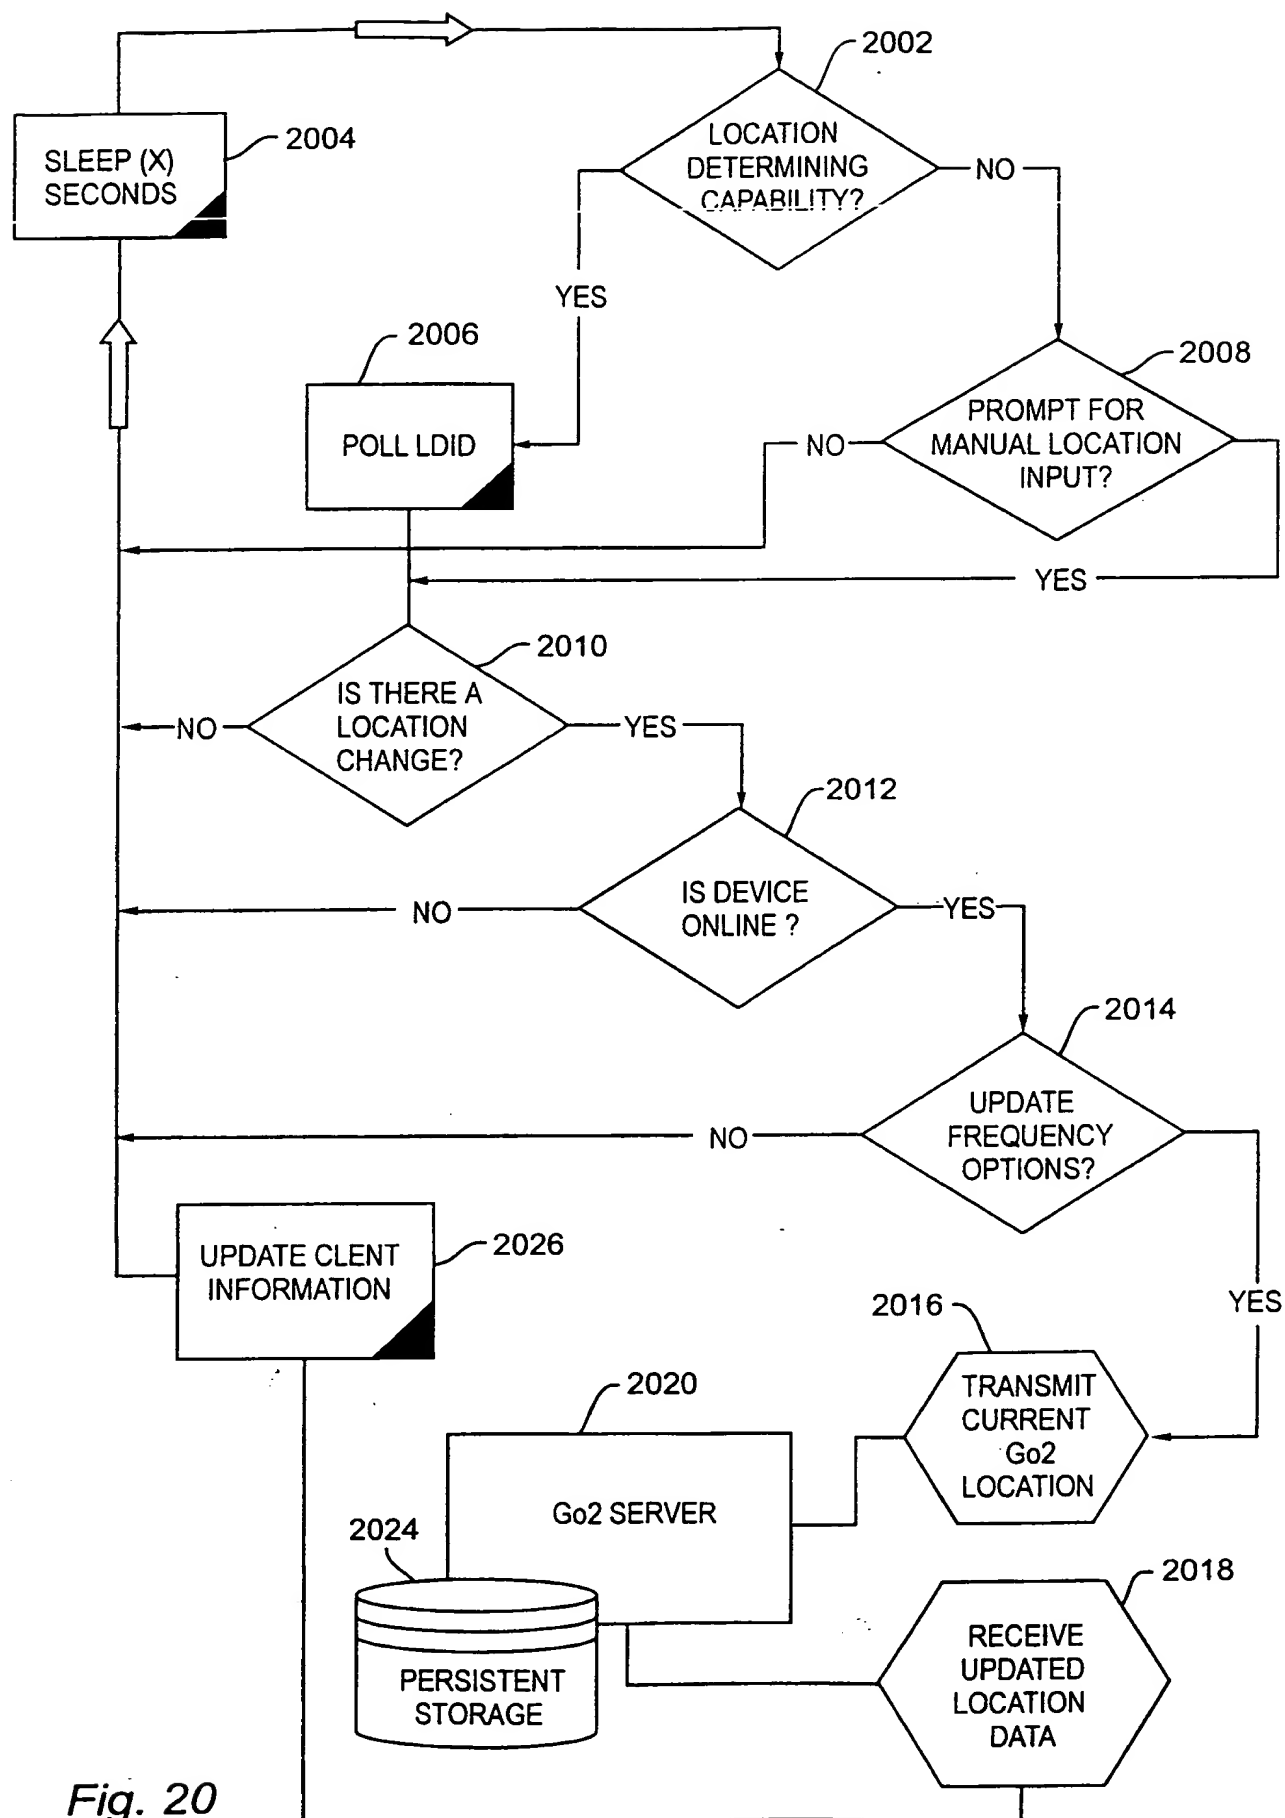 2002
LOCATION
DETERMINING
CAPABILITY?
2004
SLEEP (X)
SECONDS
NO
YES
2006
POLL LDID
2008
PROMPT FOR
MANUAL LOCATION
INPUT?
NO
YES
2010
IS THERE A
LOCATION
CHANGE?
NO
YES
2012
IS DEVICE
ONLINE ?
NO
YES
2014
UPDATE
FREQUENCY
OPTIONS?
NO
YES
2026
UPDATE CLENT
INFORMATION
2016
TRANSMIT
CURRENT
Go2
LOCATION
2020
Go2 SERVER
2024
PERSISTENT
STORAGE
2018
RECEIVE
UPDATED
LOCATION
DATA
Fig. 20